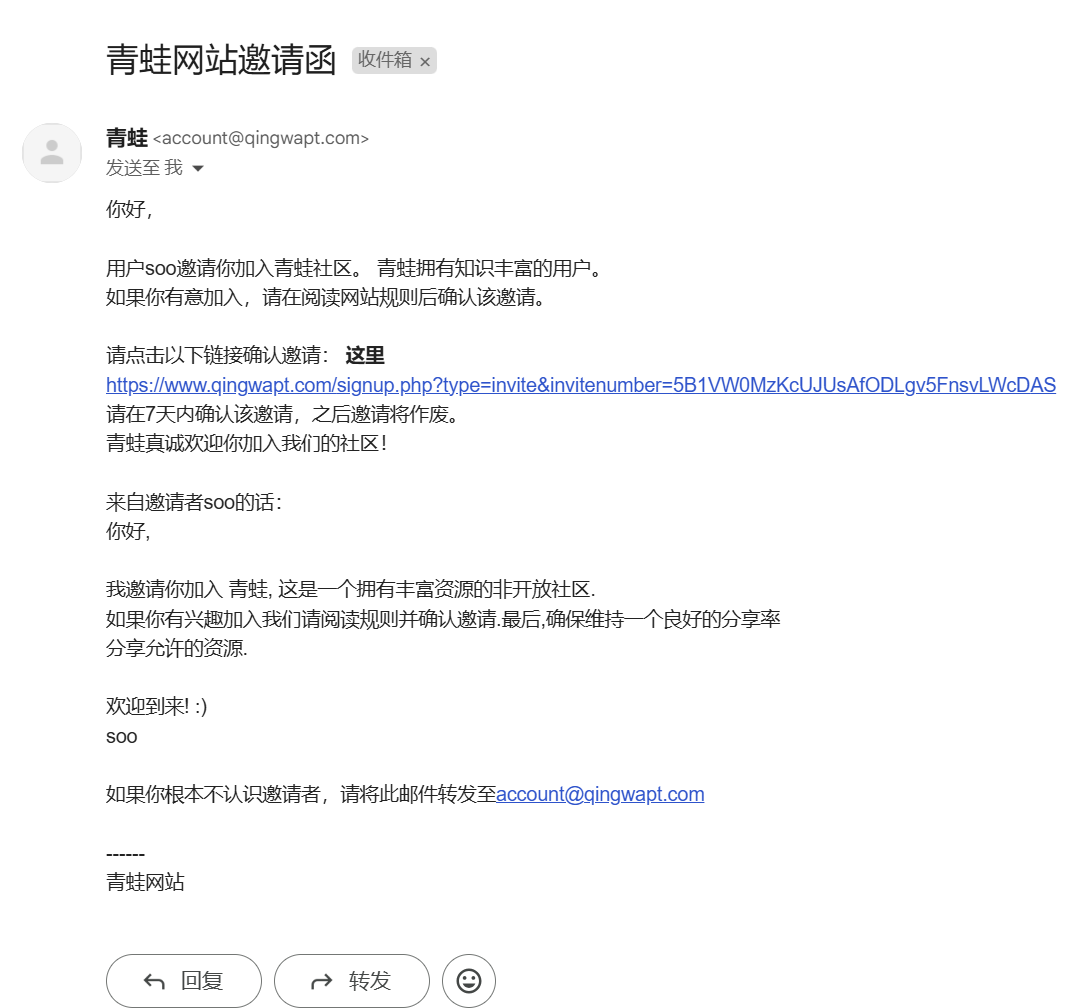 青蛙网站邀请函 收件箱 ×
青蛙 <account@qingwapt.com>
发送至 我
你好，
用户soo邀请你加入青蛙社区。 青蛙拥有知识丰富的用户。
如果你有意加入，请在阅读网站规则后确认该邀请。
请点击以下链接确认邀请： 这里
https://www.qingwapt.com/signup.php?type=invite&invitenumber=5B1VW0MzKcUJUsAfODLgv5FnsvLWcDAS
请在7天内确认该邀请，之后邀请将作废。
青蛙真诚欢迎你加入我们的社区！
来自邀请者soo的话：
你好,
我邀请你加入 青蛙, 这是一个拥有丰富资源的非开放社区.
如果你有兴趣加入我们请阅读规则并确认邀请.最后,确保维持一个良好的分享率
分享允许的资源.
欢迎到来! :)
soo
如果你根本不认识邀请者，请将此邮件转发至account@qingwapt.com
------
青蛙网站
回复 转发